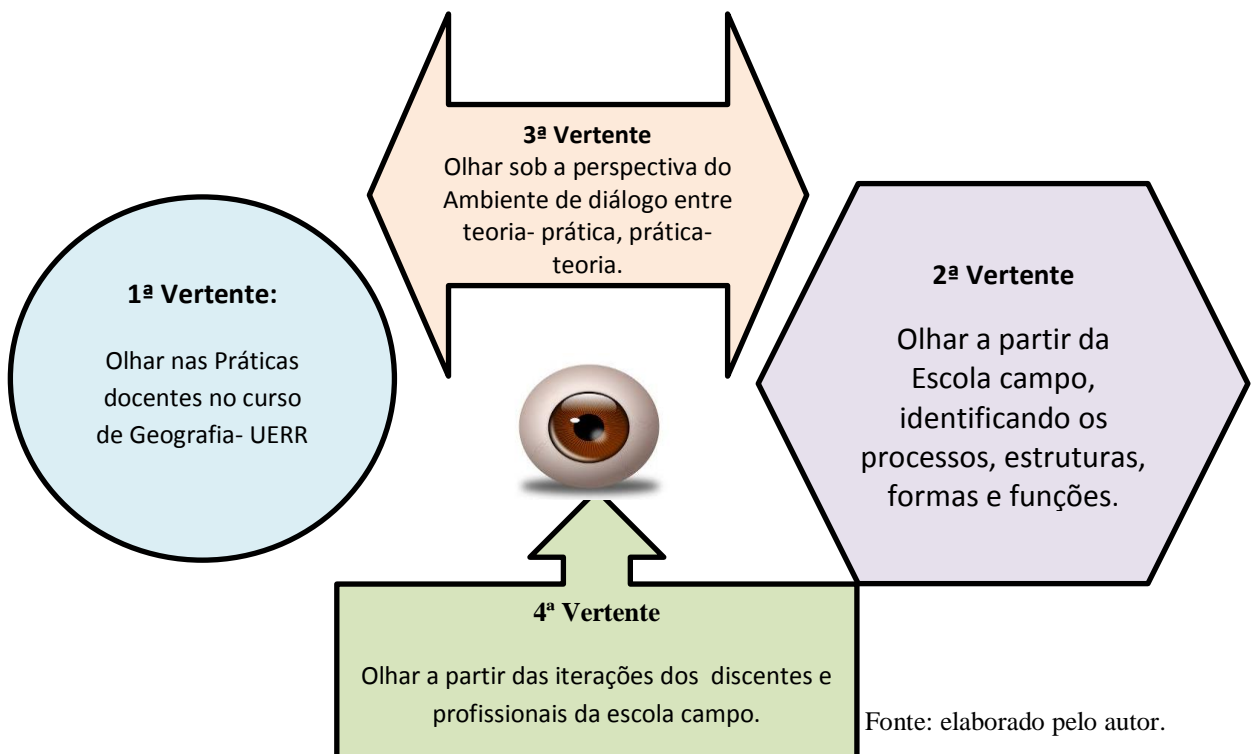 3ª Vertente
Olhar sob a perspectiva do
Ambiente de diálogo entre
teoria- prática, prática-
teoria.
1ª Vertente:
Olhar nas Práticas
docentes no curso
de Geografia- UERR
2ª Vertente
Olhar a partir da
Escola campo,
identificando os
processos, estruturas,
formas e funções.
4ª Vertente
Olhar a partir das iterações dos discentes e
profissionais da escola campo.
Fonte: elaborado pelo autor.